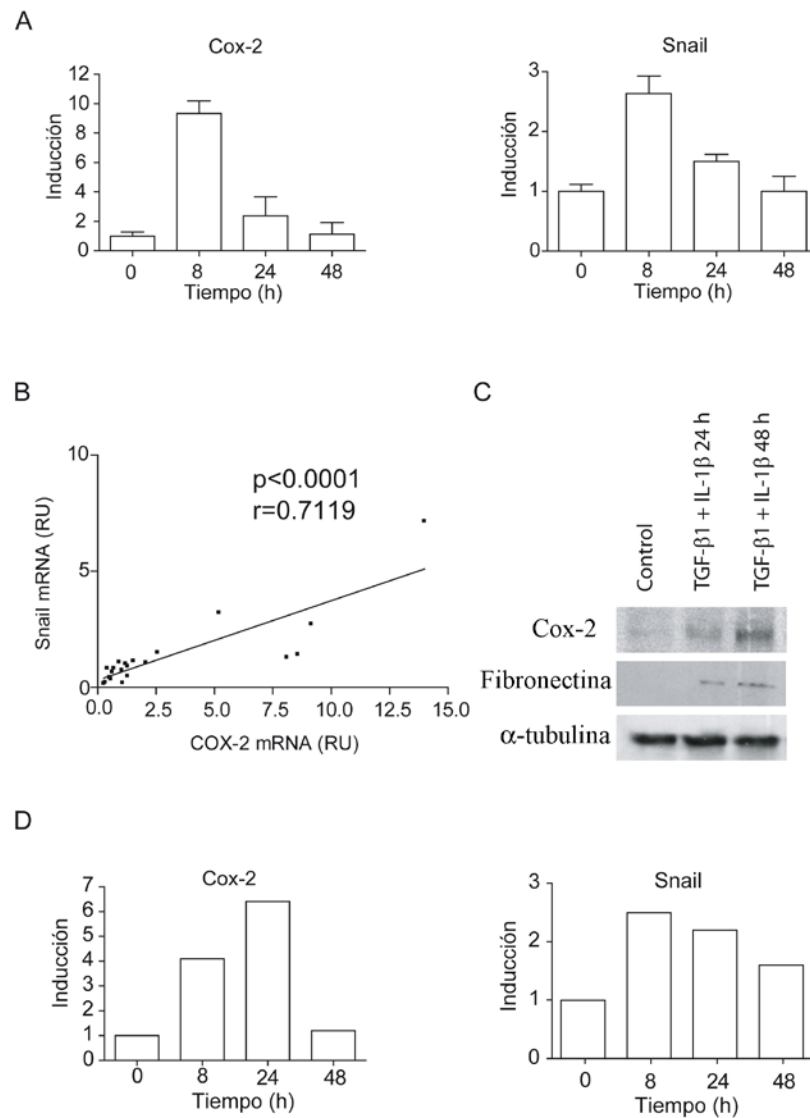 A
Cox-2
Inducción
12
10
8
6
4
2
0
0 8 24 48
Tiempo (h)
Snail
Inducción
3
2
1
0
0 8 24 48
Tiempo (h)
B
Snail mRNA (RU)
10
5
0
p<0.0001
r=0.7119
0.0 2.5 5.0 7.5 10.0 12.5 15.0
COX-2 mRNA (RU)
C
Control
TGF-β1 + IL-1β 24 h
TGF-β1 + IL-1β 48 h
Cox-2
Fibronectina
α-tubulina
D
Cox-2
Inducción
7
6
5
4
3
2
1
0
0 8 24 48
Tiempo (h)
Snail
Inducción
3
2
1
0
0 8 24 48
Tiempo (h)